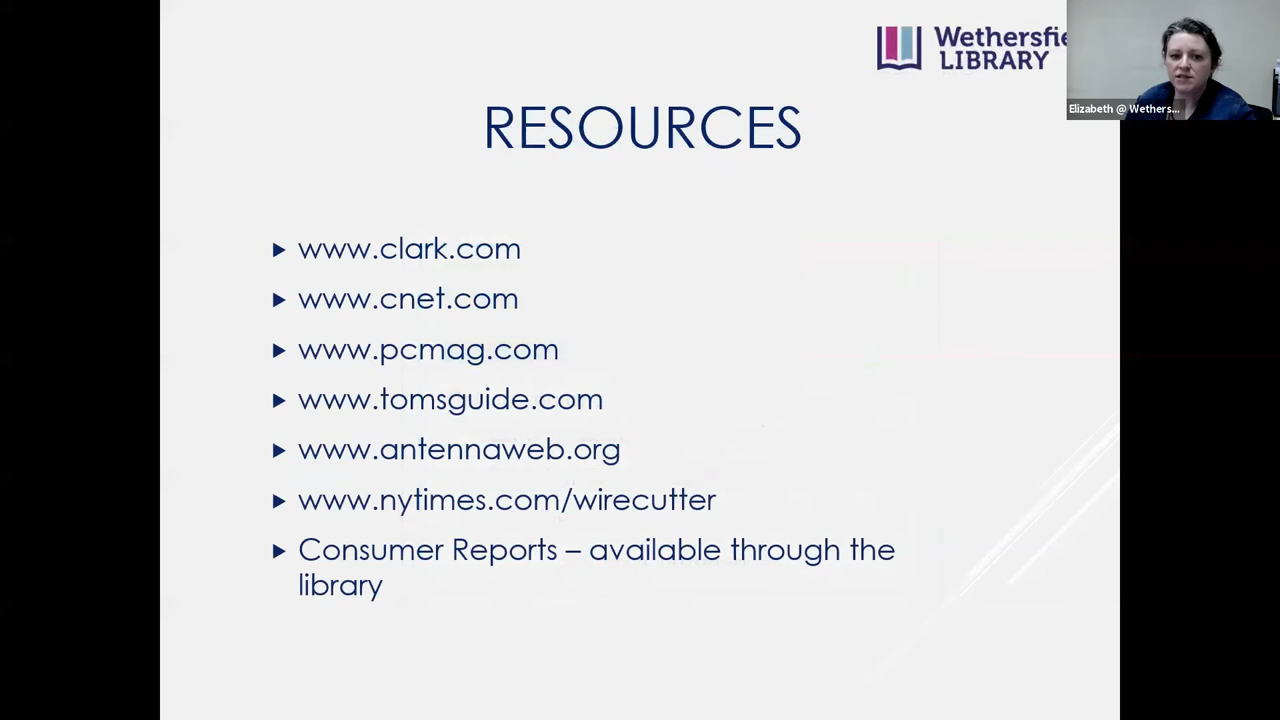 Wethersfie
LIBRARY
Elizabeth @ Wethers...
RESOURCES
www.clark.com
www.cnet.com
www.pcmag.com
www.tomsguide.com
www.antennaweb.org
www.nytimes.com/wirecutter
Consumer Reports – available through the
library